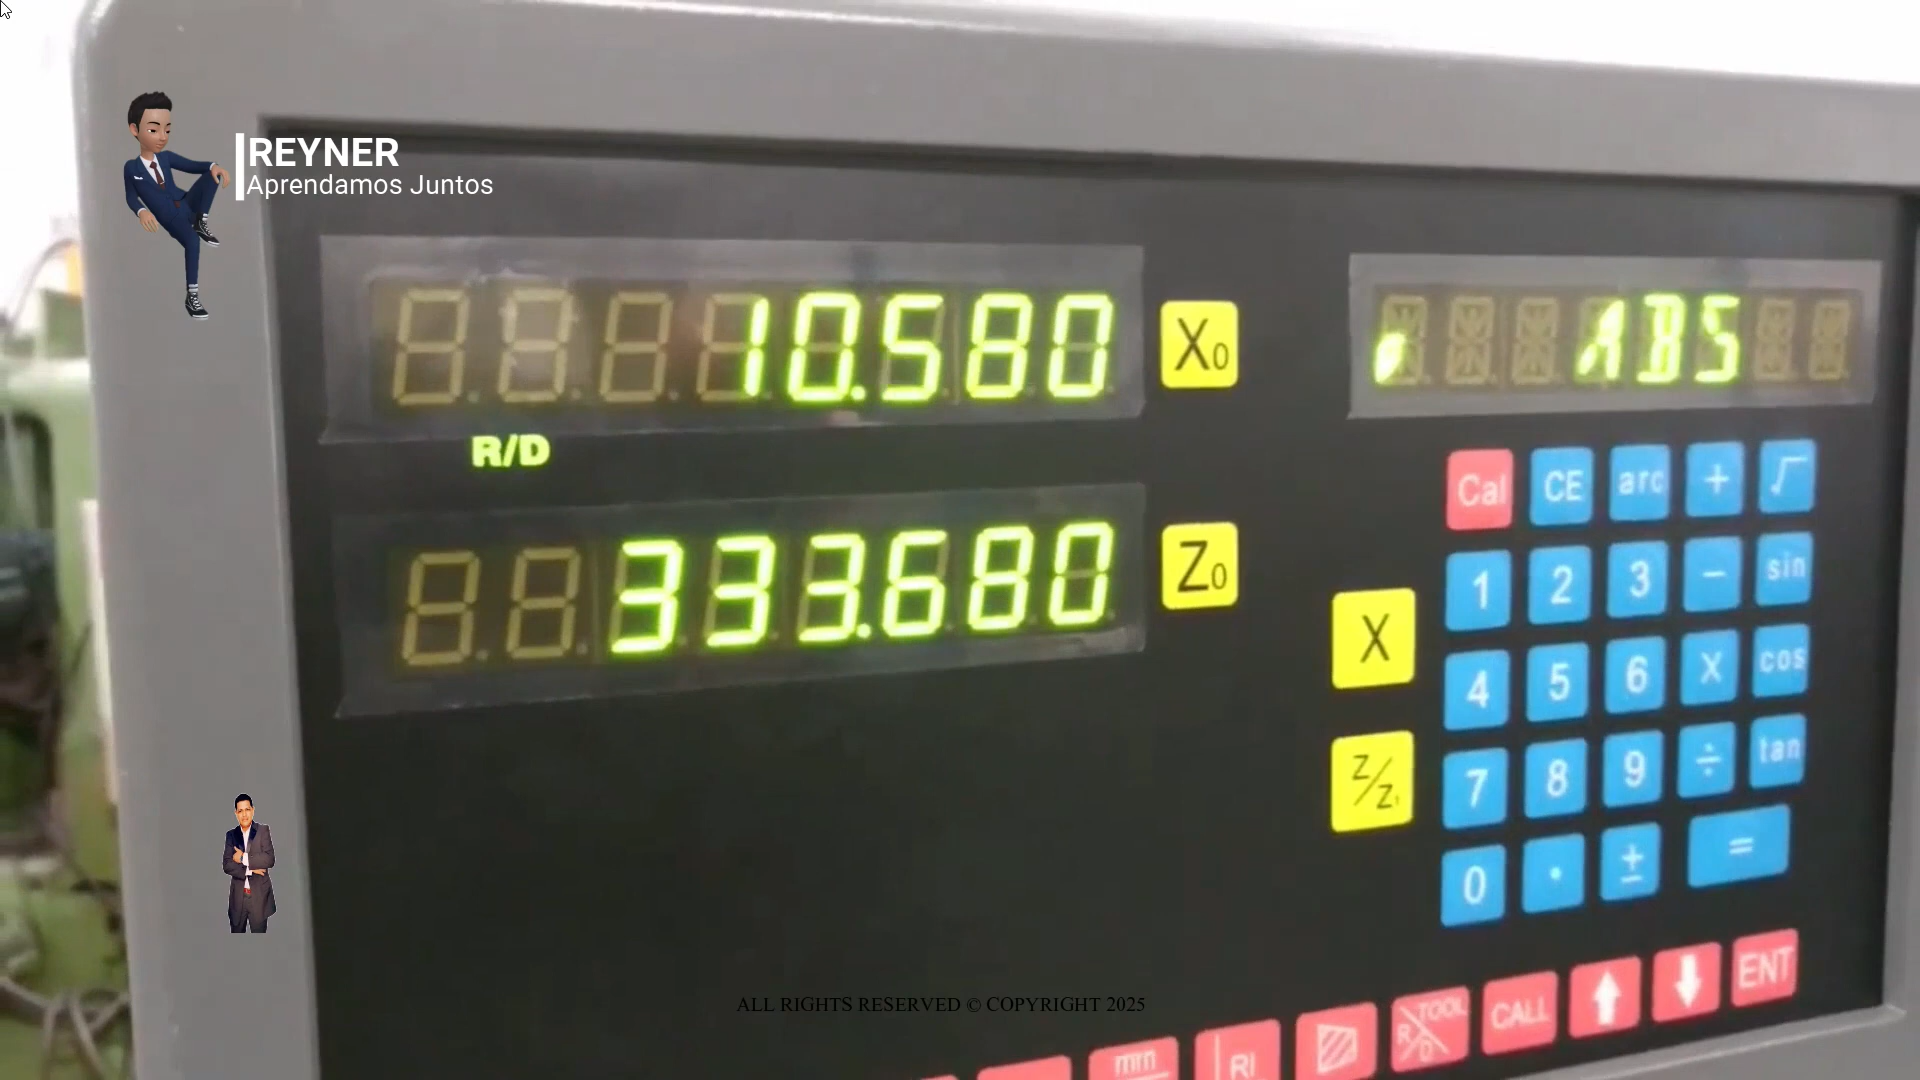 REYNER
Aprendamos Juntos
10.580
X0
ABS
R/D
333.680
Z0
Cal CE arc + √
1 2 3 − sin
X
4 5 6 X cos
Z/Z1
7 8 9 ÷ tan
0 . ± =
mm
TOOL R/D
CALL
ENT
ALL RIGHTS RESERVED © COPYRIGHT 2025